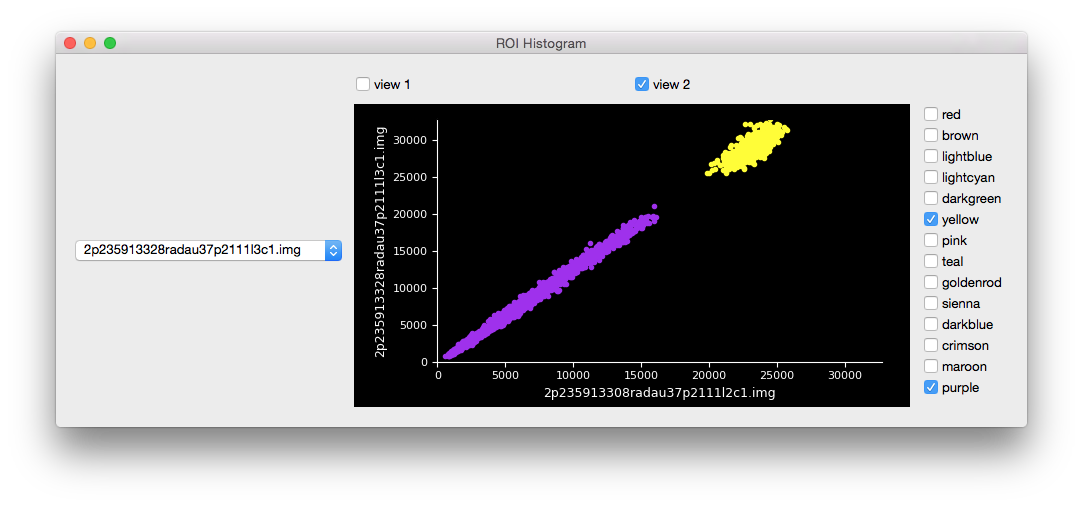 ROI Histogram
view 1
view 2
2p235913328radau37p2111l3c1.img
2p235913328radau37p2111l3c1.img
30000
25000
20000
15000
10000
5000
0
0 5000 10000 15000 20000 25000 30000
2p235913308radau37p2111l2c1.img
red
brown
lightblue
lightcyan
darkgreen
yellow
pink
teal
goldenrod
sienna
darkblue
crimson
maroon
purple